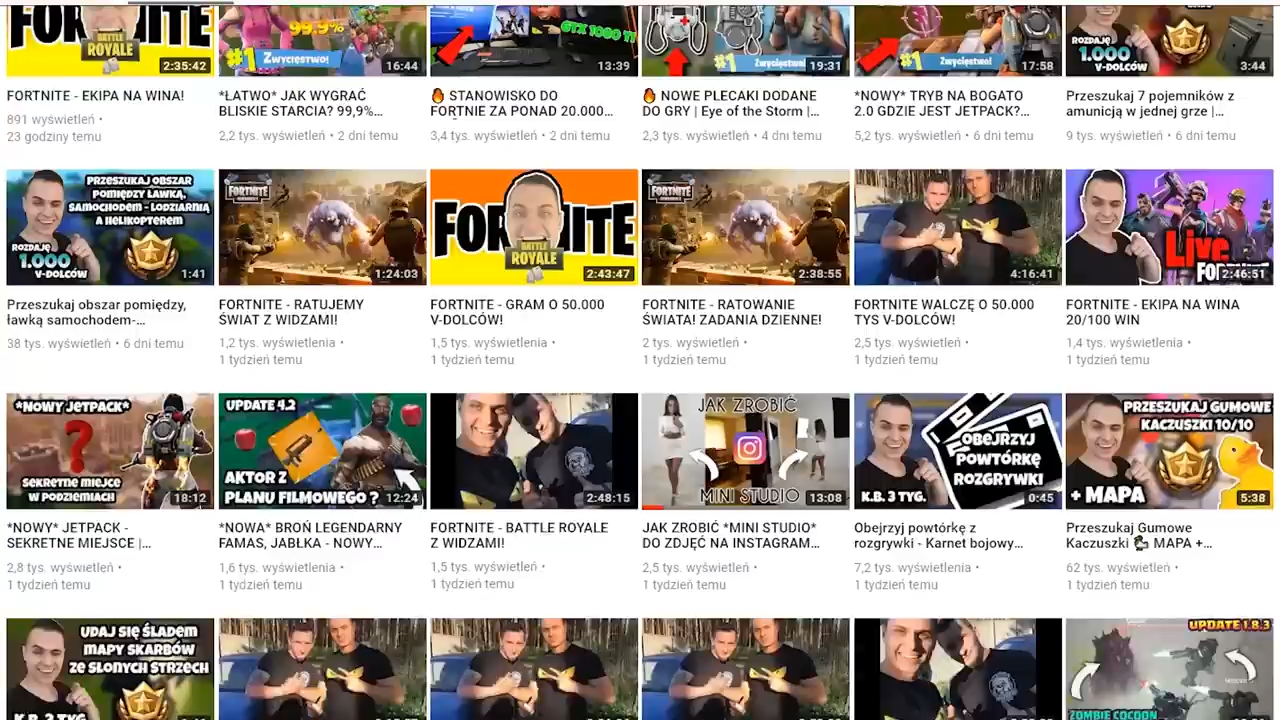 FORTNITE
BATTLE
ROYALE
2:35:42
99.9%
#1 Zwycięstwo!
16:44
GTX 1080 TI
13:39
#1 Zwycięstwo!
19:31
#1 Zwycięstwo!
17:58
ROZDAJĘ
1.000
V-DOLCÓW
3:44
FORTNITE - EKIPA NA WINA!
891 wyświetleń •
23 godziny temu
*ŁATWO* JAK WYGRAĆ
BLISKIE STARCIA? 99,9%...
2,2 tys. wyświetleń • 2 dni temu
🔥 STANOWISKO DO
FORTNIE ZA PONAD 20.000...
3,4 tys. wyświetleń • 2 dni temu
🔥 NOWE PLECAKI DODANE
DO GRY | Eye of the Storm |...
2,3 tys. wyświetleń • 4 dni temu
*NOWY* TRYB NA BOGATO
2.0 GDZIE JEST JETPACK?...
5,2 tys. wyświetleń • 6 dni temu
Przeszukaj 7 pojemników z
amunicją w jednej grze |...
9 tys. wyświetleń • 6 dni temu
PRZESZUKAJ OBSZAR
POMIĘDZY ŁAWKĄ,
SAMOCHODEM - LODZIARNIĄ
A HELIKOPTEREM
ROZDAJĘ
1.000
V-DOLCÓW
1:41
FORTNITE
1:24:03
FORTNITE
BATTLE
ROYALE
2:43:47
FORTNITE
2:38:55
4:16:41
Live
FORTNITE
2:46:51
Przeszukaj obszar pomiędzy,
ławką samochodem-...
38 tys. wyświetleń • 6 dni temu
FORTNITE - RATUJEMY
ŚWIAT Z WIDZAMI!
1,2 tys. wyświetlenia •
1 tydzień temu
FORTNITE - GRAM O 50.000
V-DOLCÓW!
1,5 tys. wyświetlenia •
1 tydzień temu
FORTNITE - RATOWANIE
ŚWIATA! ZADANIA DZIENNE!
2 tys. wyświetleń •
1 tydzień temu
FORTNITE WALCZĘ O 50.000
TYS V-DOLCÓW!
2,5 tys. wyświetleń •
1 tydzień temu
FORTNITE - EKIPA NA WINA
20/100 WIN
1,4 tys. wyświetlenia •
1 tydzień temu
*NOWY JETPACK*
?
SEKRETNE MIEJCE
W PODZIEMIACH
18:12
UPDATE 4.2
AKTOR Z
PLANU FILMOWEGO ?
12:24
2:48:15
JAK ZROBIĆ
MINI STUDIO
13:08
OBEJRZYJ
POWTÓRKĘ
ROZGRYWKI
K.B. 3 TYG.
0:45
PRZESZUKAJ GUMOWE
KACZUSZKI 10/10
+ MAPA
5:38
*NOWY* JETPACK -
SEKRETNE MIEJSCE |...
2,8 tys. wyświetleń •
1 tydzień temu
*NOWA* BROŃ LEGENDARNY
FAMAS, JABŁKA - NOWY...
1,6 tys. wyświetleń •
1 tydzień temu
FORTNITE - BATTLE ROYALE
Z WIDZAMI!
1,5 tys. wyświetleń •
1 tydzień temu
JAK ZROBIĆ *MINI STUDIO*
DO ZDJĘĆ NA INSTAGRAM...
2,5 tys. wyświetleń •
1 tydzień temu
Obejrzyj powtórkę z
rozgrywki - Karnet bojowy...
7,2 tys. wyświetlenia •
1 tydzień temu
Przeszukaj Gumowe
Kaczuszki 🦆 MAPA +...
62 tys. wyświetleń •
1 tydzień temu
UDAJ SIĘ ŚLADEM
MAPY SKARBÓW
ZE SŁONYCH STRZECH
K.B. 3 TYG.
UPDATE 1.8.3
ZOMBIE COCOON